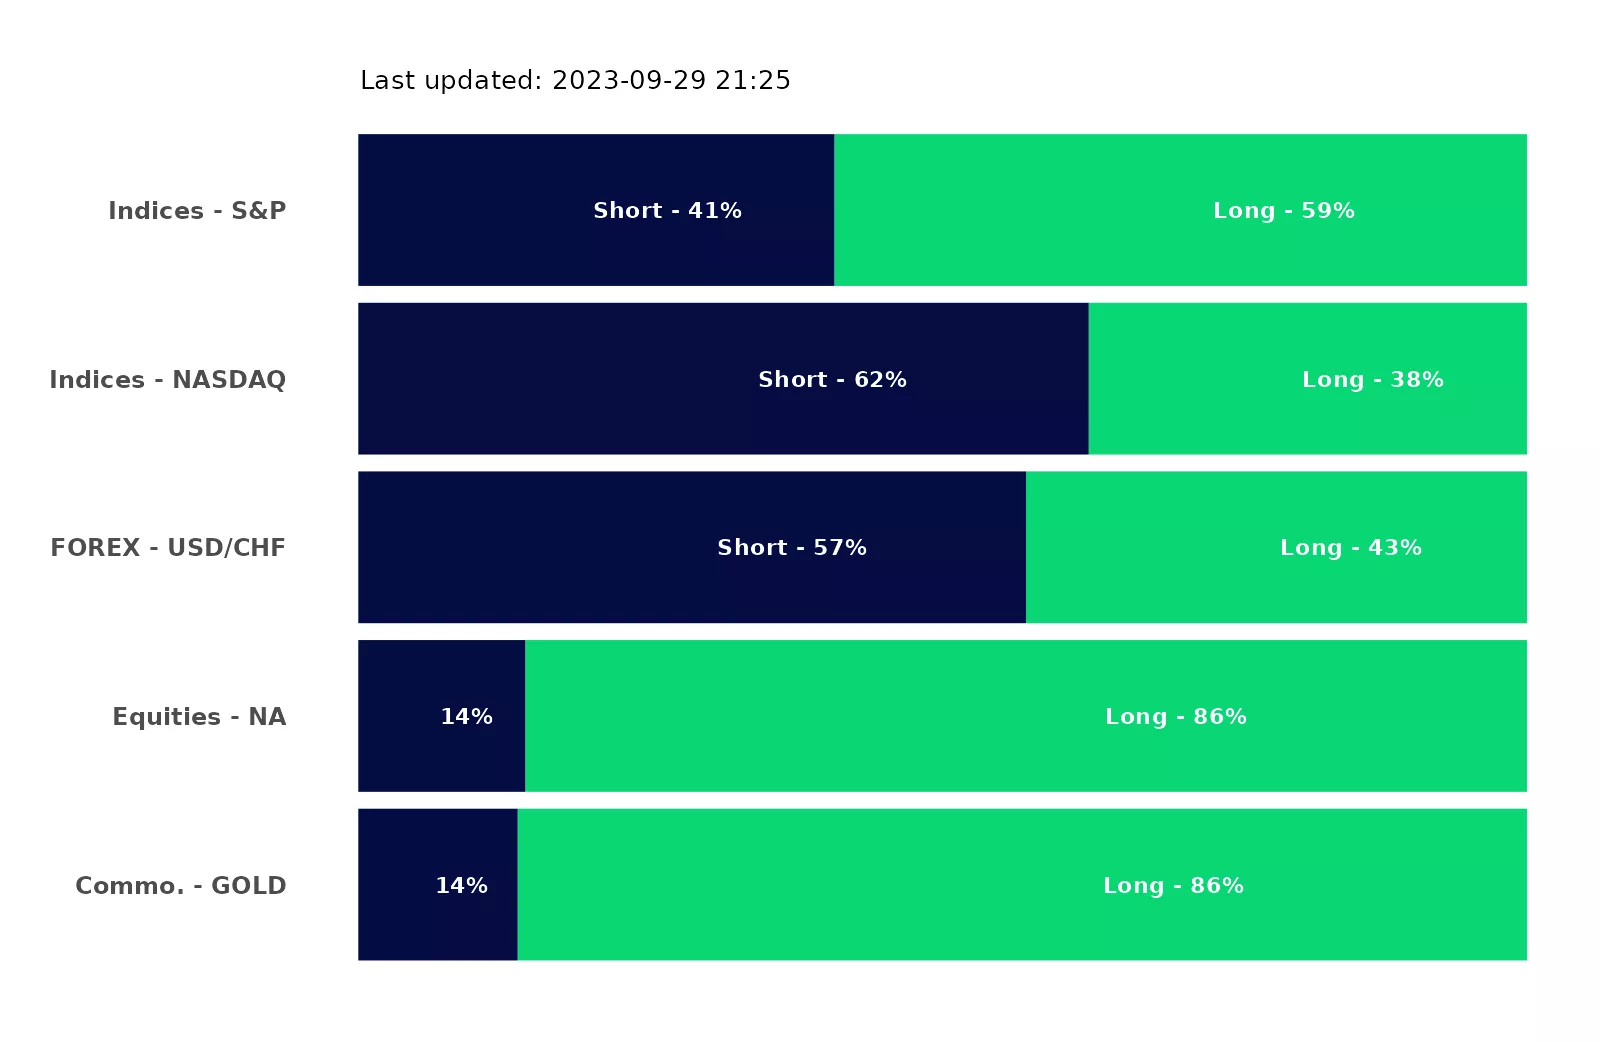 Last updated: 2023-09-29 21:25
Indices - S&P Short - 41% Long - 59%
Indices - NASDAQ Short - 62% Long - 38%
FOREX - USD/CHF Short - 57% Long - 43%
Equities - NA 14% Long - 86%
Commo. - GOLD 14% Long - 86%